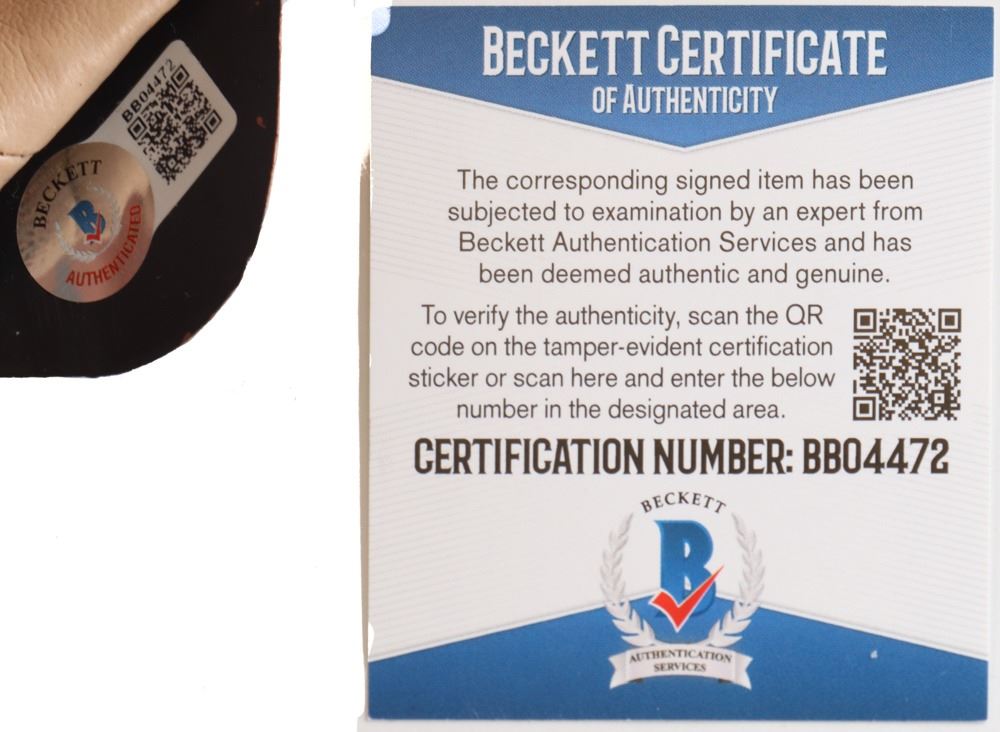 BB04472
BECKETT
AUTHENTICATED
BECKETT CERTIFICATE
OF AUTHENTICITY
The corresponding signed item has been
subjected to examination by an expert from
Beckett Authentication Services and has
been deemed authentic and genuine.
To verify the authenticity, scan the QR
code on the tamper-evident certification
sticker or scan here and enter the below
number in the designated area.
CERTIFICATION NUMBER: BB04472
BECKETT
B
AUTHENTICATION
SERVICES